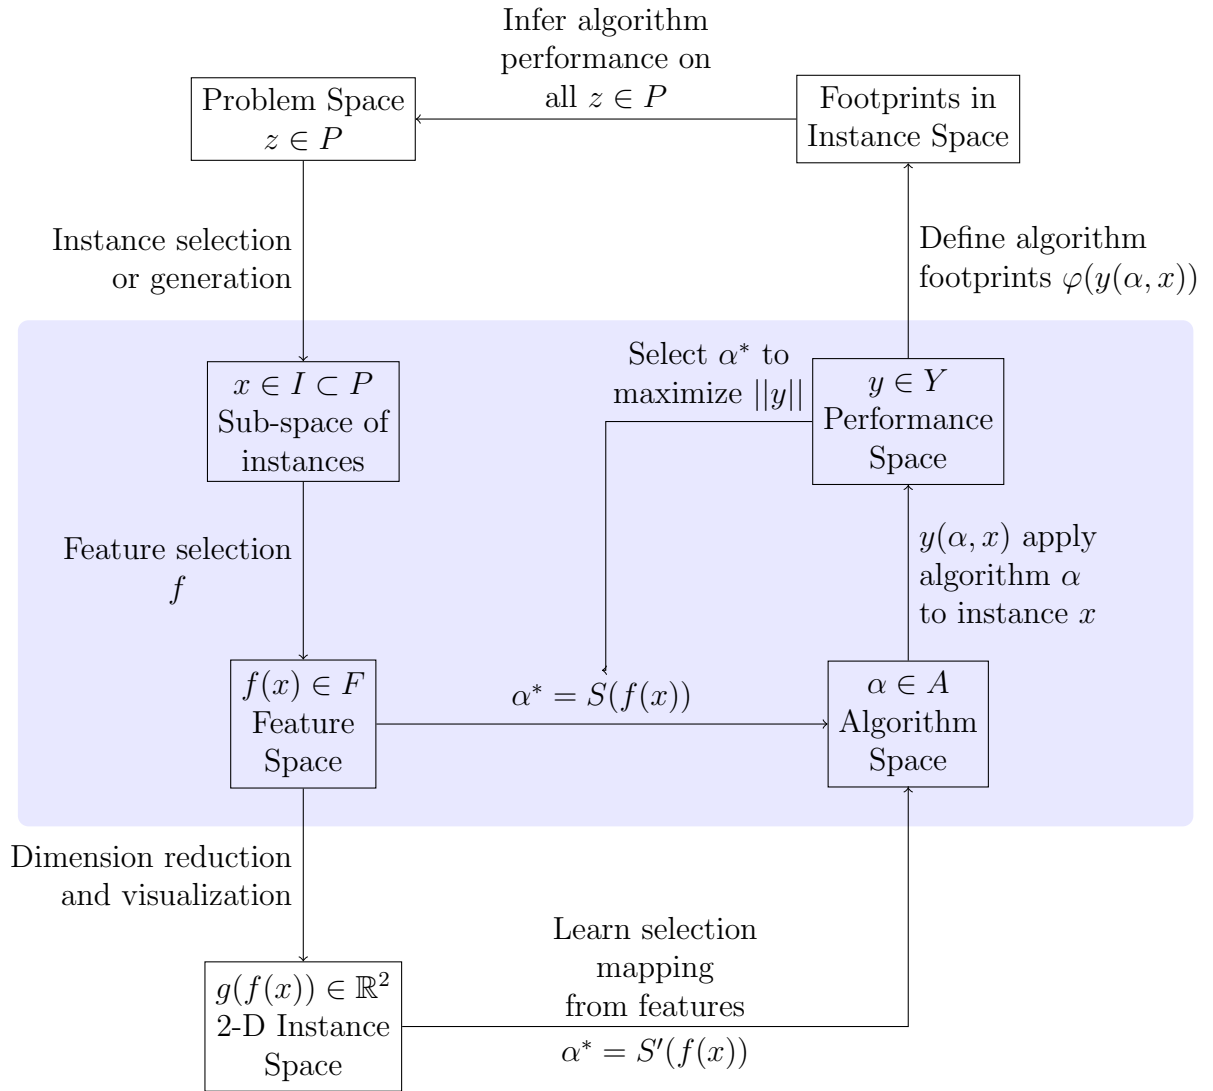 Infer algorithm
performance on
all z ∈ P
Problem Space
z ∈ P
Footprints in
Instance Space
Instance selection
or generation
Define algorithm
footprints φ(y(α, x))
x ∈ I ⊂ P
Sub-space of
instances
Select α* to
maximize ||y||
y ∈ Y
Performance
Space
Feature selection
f
y(α, x) apply
algorithm α
to instance x
f(x) ∈ F
Feature
Space
α* = S(f(x))
α ∈ A
Algorithm
Space
Dimension reduction
and visualization
g(f(x)) ∈ ℝ²
2-D Instance
Space
Learn selection
mapping
from features
α* = S′(f(x))